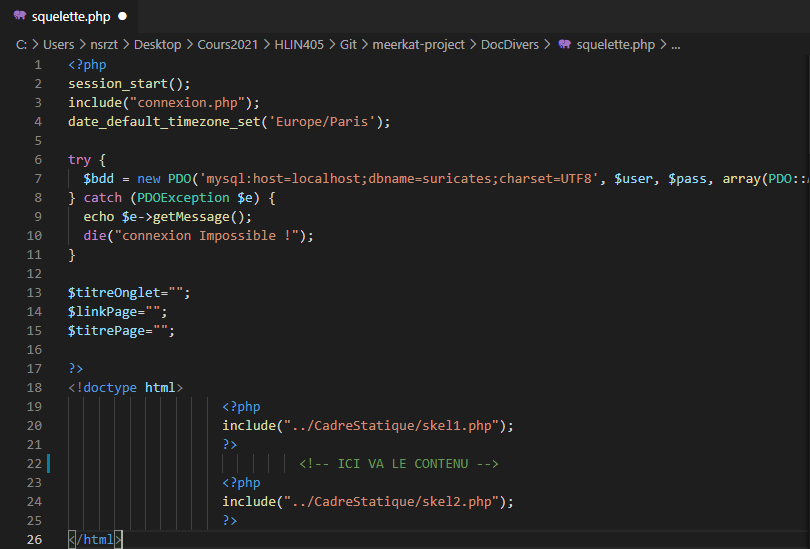 squelette.php
C: > Users > nsrzt > Desktop > Cours2021 > HLIN405 > Git > meerkat-project > DocDivers > squelette.php > ...
1 <?php
2 session_start();
3 include("connexion.php");
4 date_default_timezone_set('Europe/Paris');
5
6 try {
7 $bdd = new PDO('mysql:host=localhost;dbname=suricates;charset=UTF8', $user, $pass, array(PDO::
8 } catch (PDOException $e) {
9 echo $e->getMessage();
10 die("connexion Impossible !");
11 }
12
13 $titreOnglet="";
14 $linkPage="";
15 $titrePage="";
16
17 ?>
18 <!doctype html>
19 <?php
20 include("../CadreStatique/skel1.php");
21 ?>
22 <!-- ICI VA LE CONTENU -->
23 <?php
24 include("../CadreStatique/skel2.php");
25 ?>
26 </html>